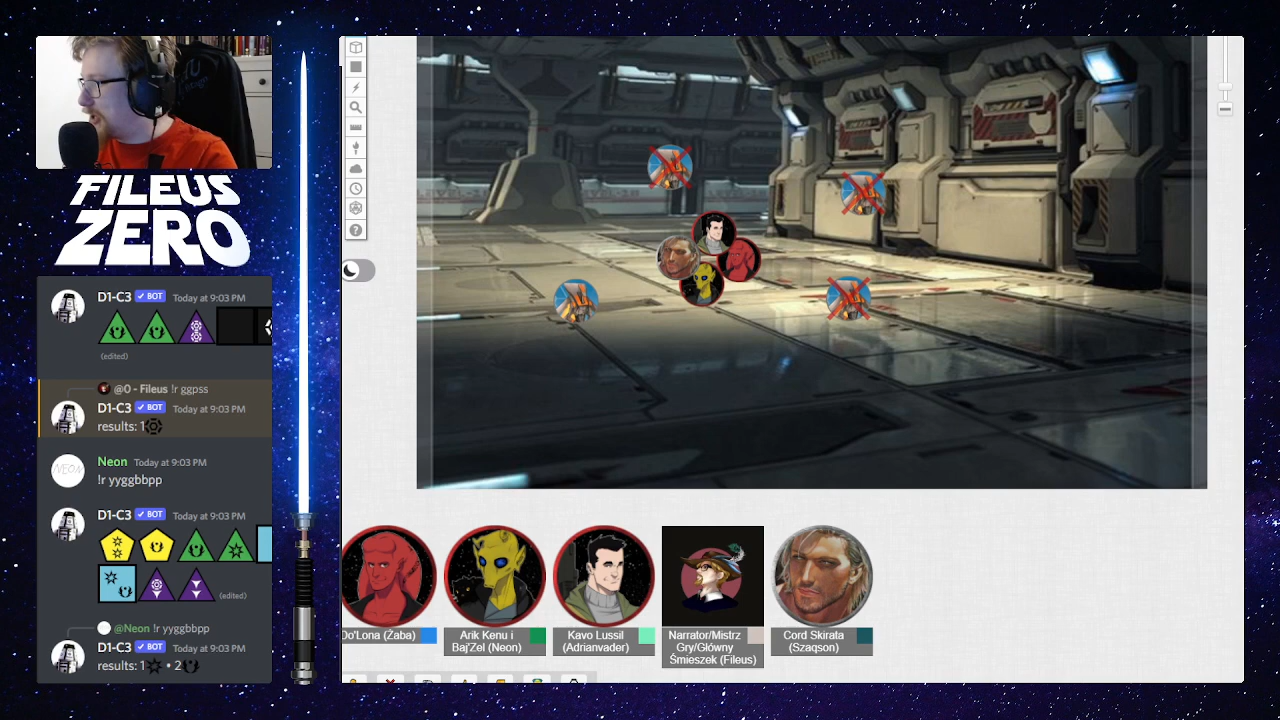 FILEUS
ZERO
D1-C3 ✓ BOT Today at 9:03 PM
(edited)
@0 - Fileus !r ggpss
D1-C3 ✓ BOT Today at 9:03 PM
results: 1
Neon Today at 9:03 PM
NEON
!r yyggbbpp
D1-C3 ✓ BOT Today at 9:03 PM
(edited)
@Neon !r yyggbbpp
D1-C3 ✓ BOT Today at 9:03 PM
results: 1 • 2
Do'Lona (Żaba)
Arik Kenu i
Baj'Zel (Neon)
Kavo Lussil
(Adrianvader)
Narrator/Mistrz
Gry/Główny
Śmieszek (Fileus)
Cord Skirata
(Szaqson)